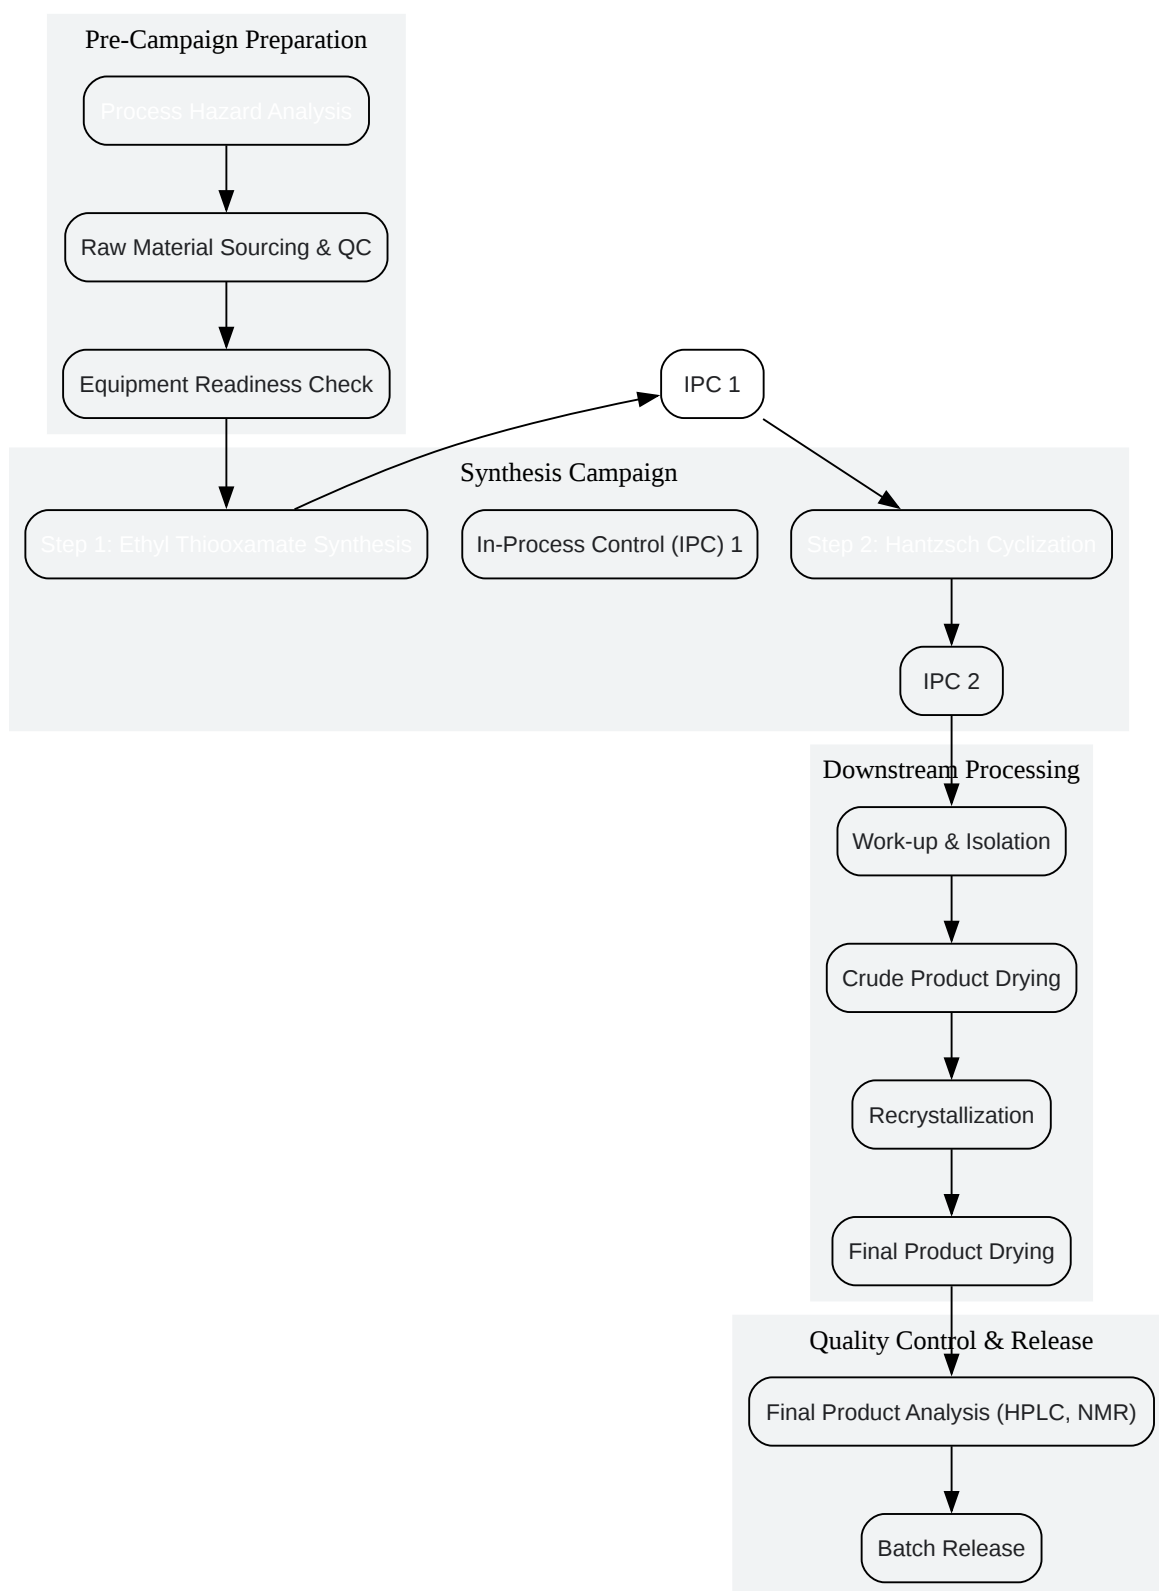 Pre-Campaign Preparation
Process Hazard Analysis
Raw Material Sourcing & QC
Equipment Readiness Check
IPC 1
Synthesis Campaign
Step 1: Ethyl Thiooxamate Synthesis
In-Process Control (IPC) 1
Step 2: Hantzsch Cyclization
IPC 2
Downstream Processing
Work-up & Isolation
Crude Product Drying
Recrystallization
Final Product Drying
Quality Control & Release
Final Product Analysis (HPLC, NMR)
Batch Release